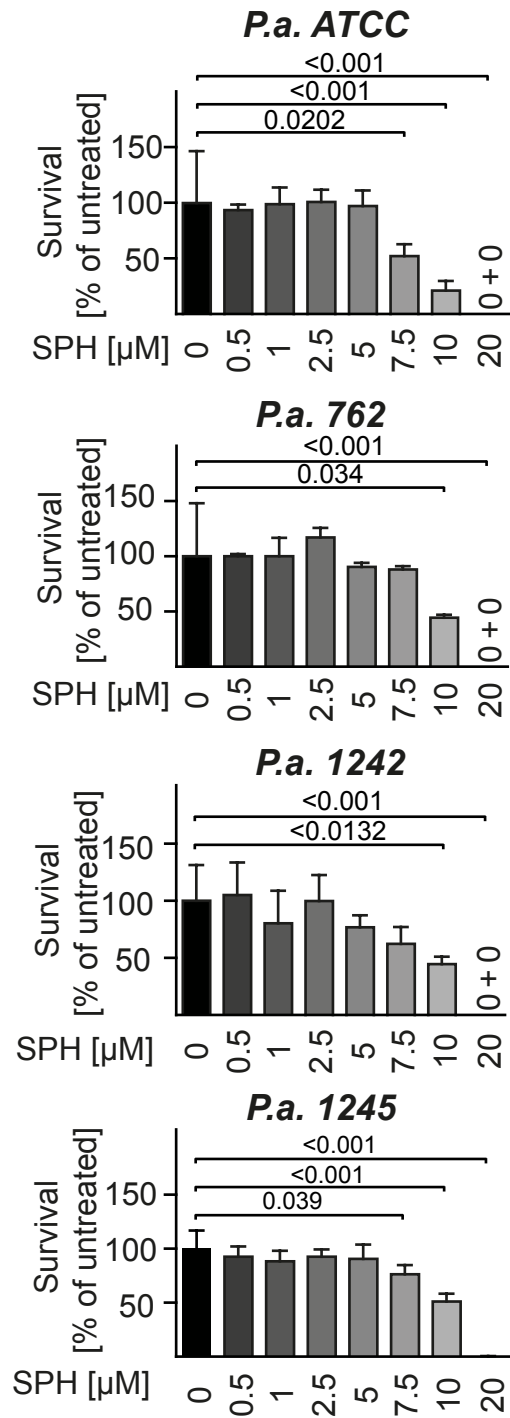 P.a. ATCC
<0.001
<0.001
0.0202
Survival
[% of untreated]
150
100
50
0 + 0
SPH [µM]
0 0.5 1 2.5 5 7.5 10 20
P.a. 762
<0.001
0.034
Survival
[% of untreated]
150
100
50
0 + 0
SPH [µM]
0 0.5 1 2.5 5 7.5 10 20
P.a. 1242
<0.001
<0.0132
Survival
[% of untreated]
150
100
50
0 + 0
SPH [µM]
0 0.5 1 2.5 5 7.5 10 20
P.a. 1245
<0.001
<0.001
0.039
Survival
[% of untreated]
150
100
50
SPH [µM]
0 0.5 1 2.5 5 7.5 10 20